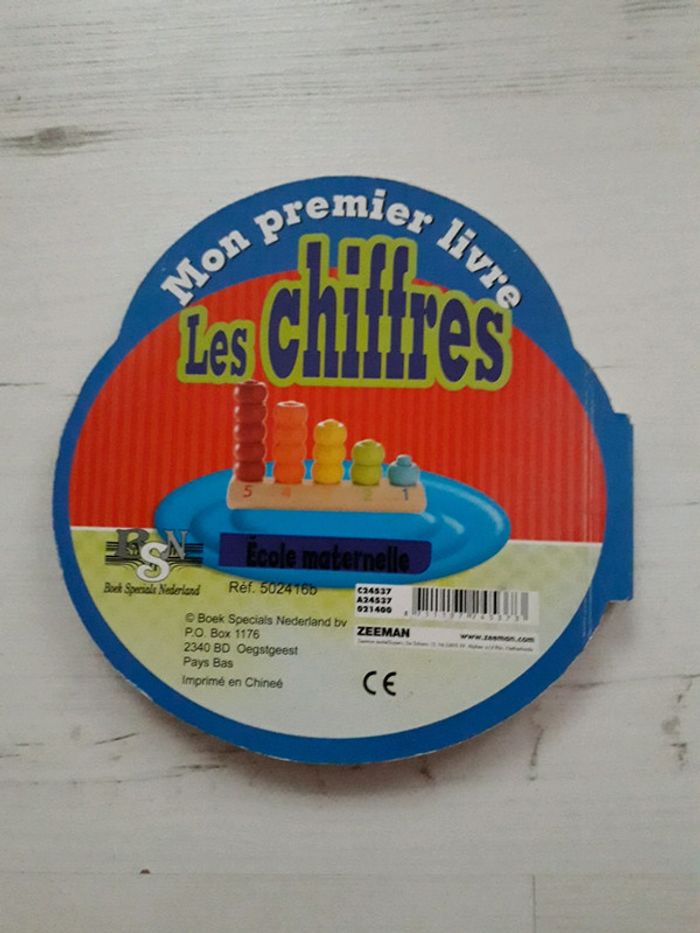 Mon premier livre
Les chiffres
5 4 2 1
École maternelle
BSN
Boek Specials Nederland
Réf. 502416b
© Boek Specials Nederland bv
P.O. Box 1176
2340 BD Oegstgeest
Pays Bas
Imprimé en Chineé
C24537
A24537
021400
ZEEMAN
www.zeeman.com
CE